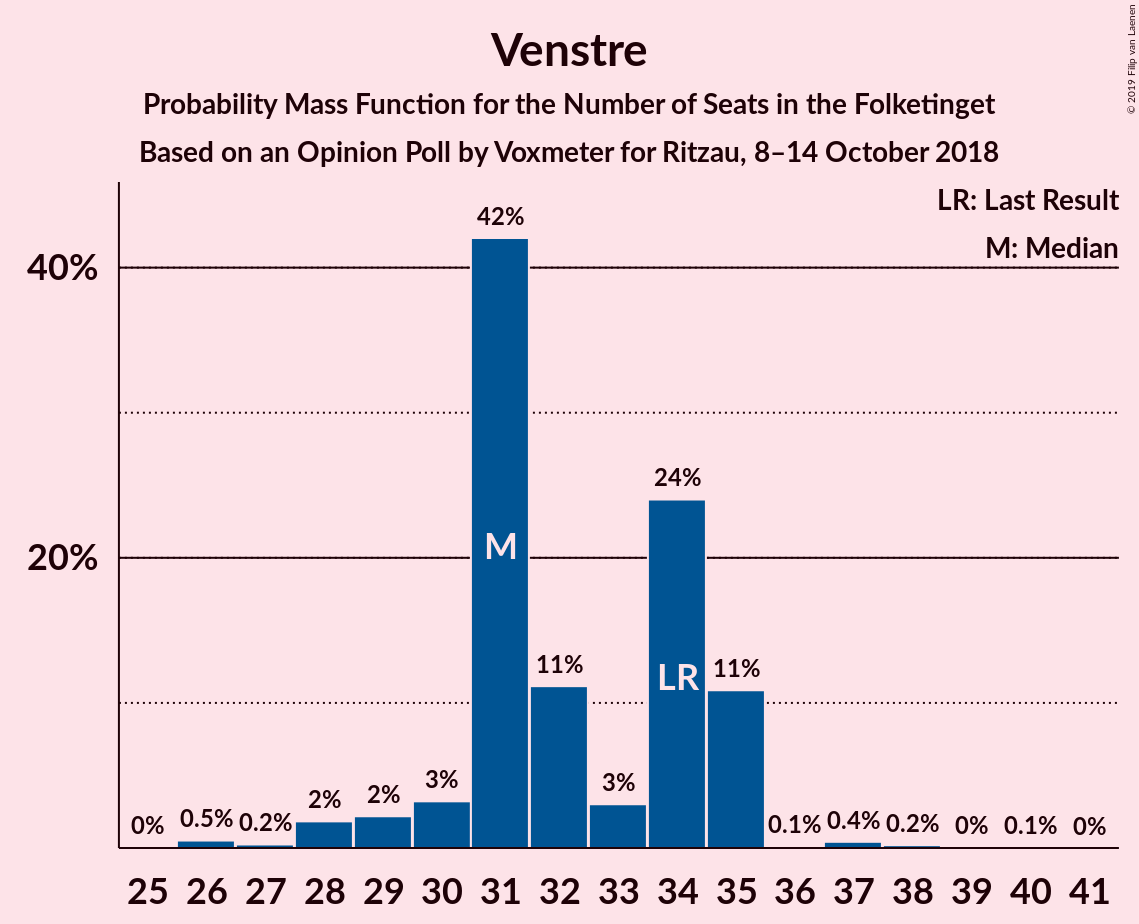 Venstre
Probability Mass Function for the Number of Seats in the Folketinget
Based on an Opinion Poll by Voxmeter for Ritzau, 8–14 October 2018
© 2019 Filip van Laenen
LR: Last Result
M: Median
40%
20%
0% 0.5% 0.2% 2% 2% 3% 42% 11% 3% 24% 11% 0.1% 0.4% 0.2% 0% 0.1% 0%
M
LR
25 26 27 28 29 30 31 32 33 34 35 36 37 38 39 40 41